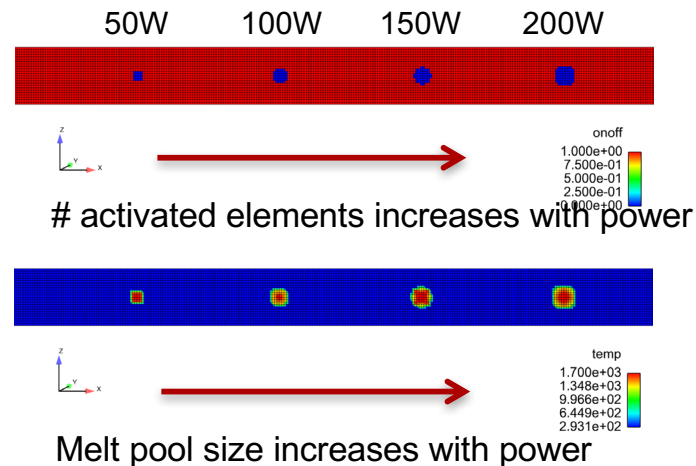 50W 100W 150W 200W
Z
Y
X
onoff
1.000e+00
7.500e-01
5.000e-01
2.500e-01
0.000e+00
# activated elements increases with power
Z
Y
X
temp
1.700e+03
1.348e+03
9.966e+02
6.449e+02
2.931e+02
Melt pool size increases with power